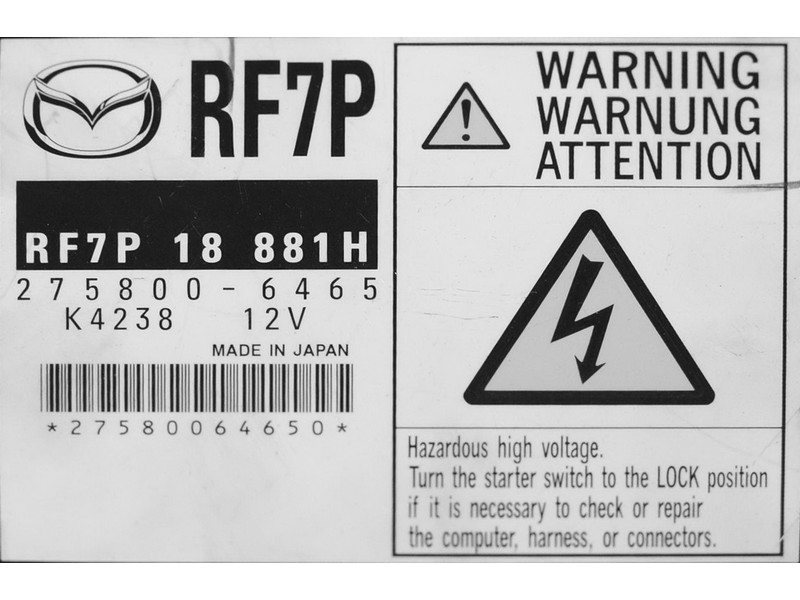 RF7P
RF7P 18 881H
275800-6465
K4238 12V
MADE IN JAPAN
*27580064650*
WARNING
WARNUNG
ATTENTION
Hazardous high voltage.
Turn the starter switch to the LOCK position
if it is necessary to check or repair
the computer, harness, or connectors.